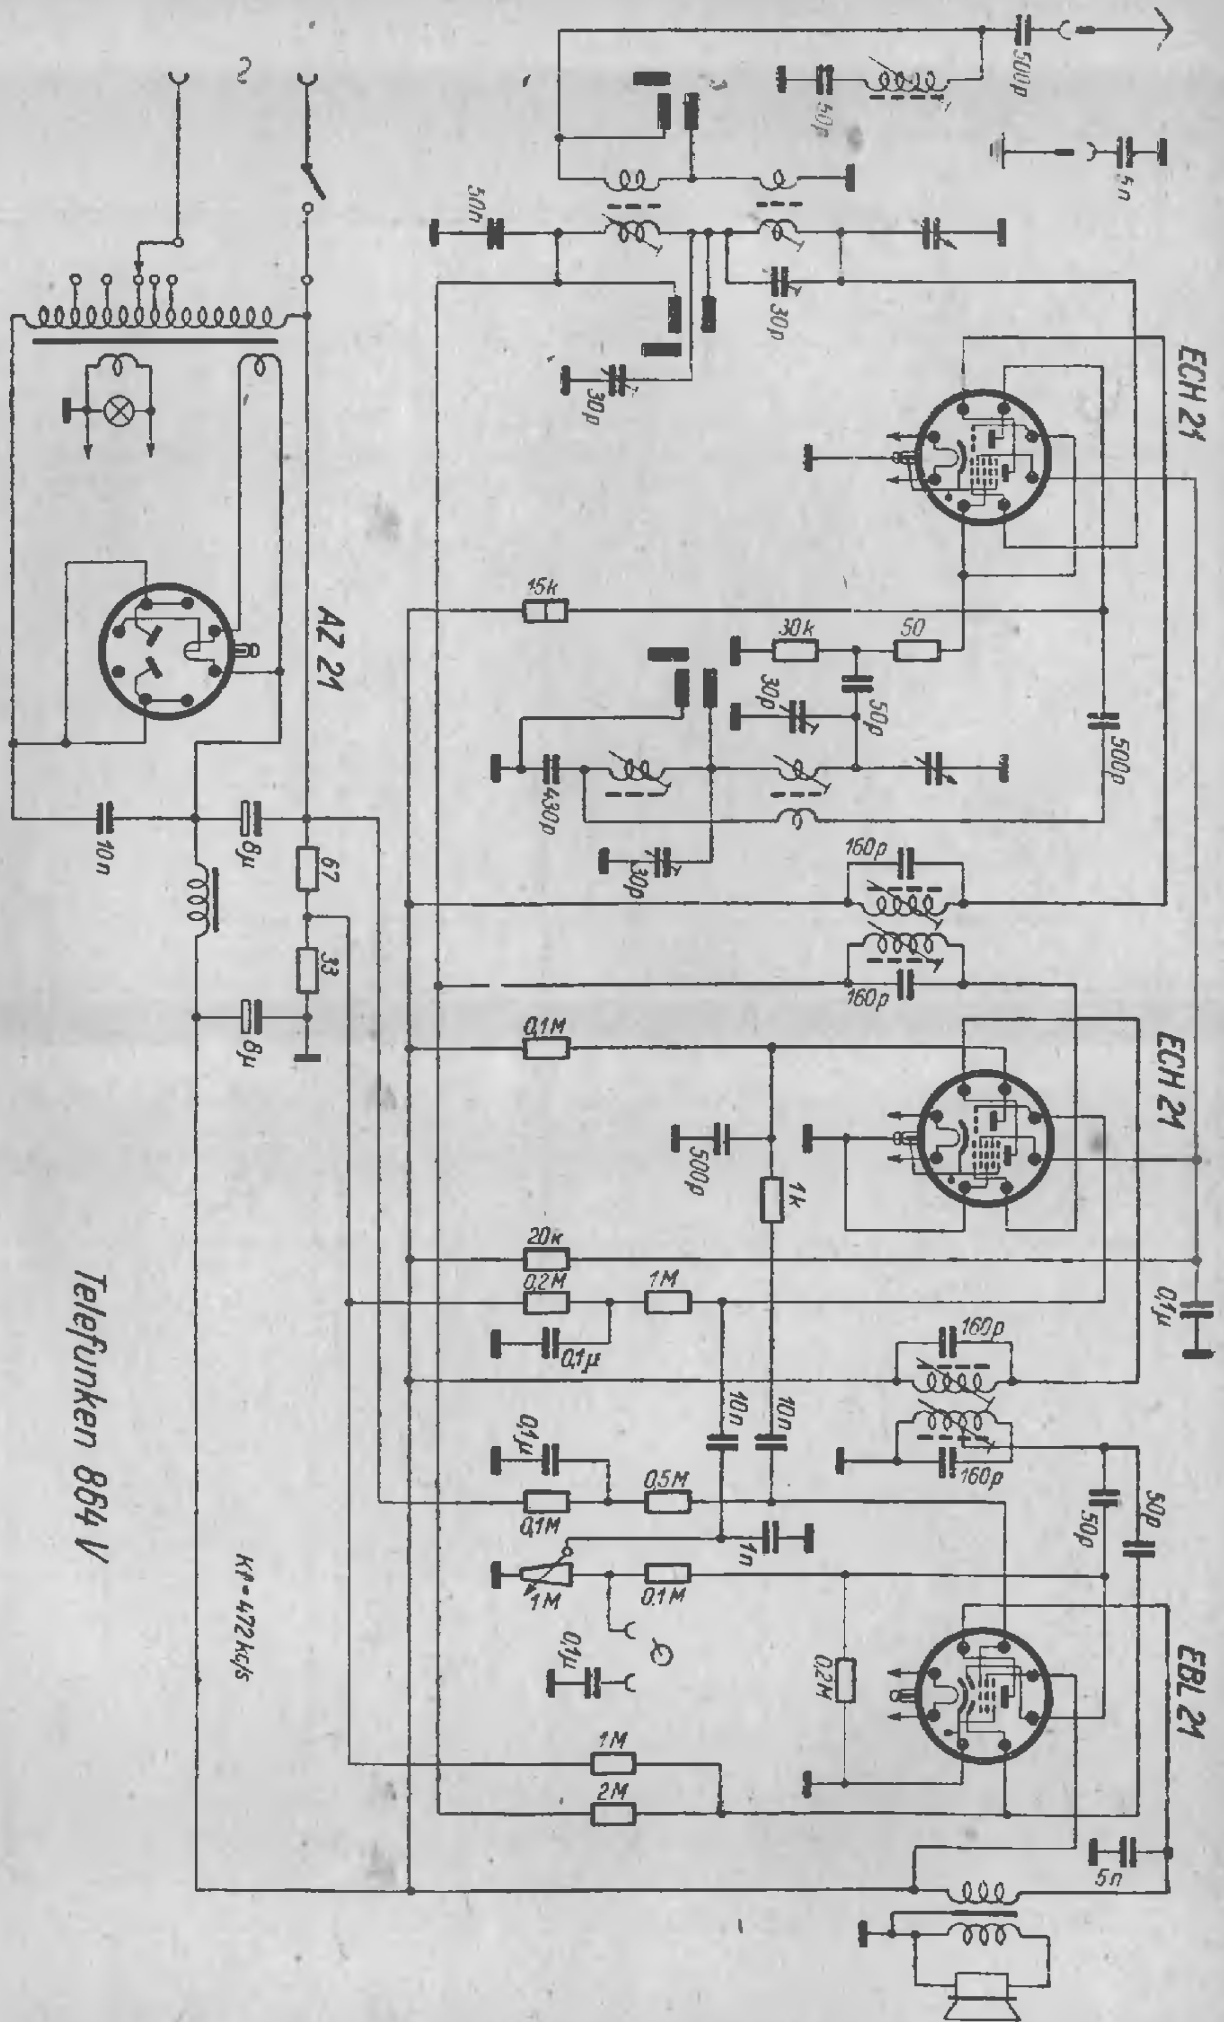 500p
50p
5n
50n
30p
30p
ECH 21
15k
30k
50
30p
50p
500p
430p
30p
160p
160p
AZ 21
10n
8µ
67
33
8µ
0,1M
ECH 21
500p
1k
20k
0,2M
1M
0,1µ
0,1µ
160p
160p
10n
10n
0,1µ
0,5M
0,1M
1n
50p
50p
1M
0,1M
0,1µ
0,2M
EBL 21
1M
2M
5n
Telefunken 864 V
Kf = 472 kc/s